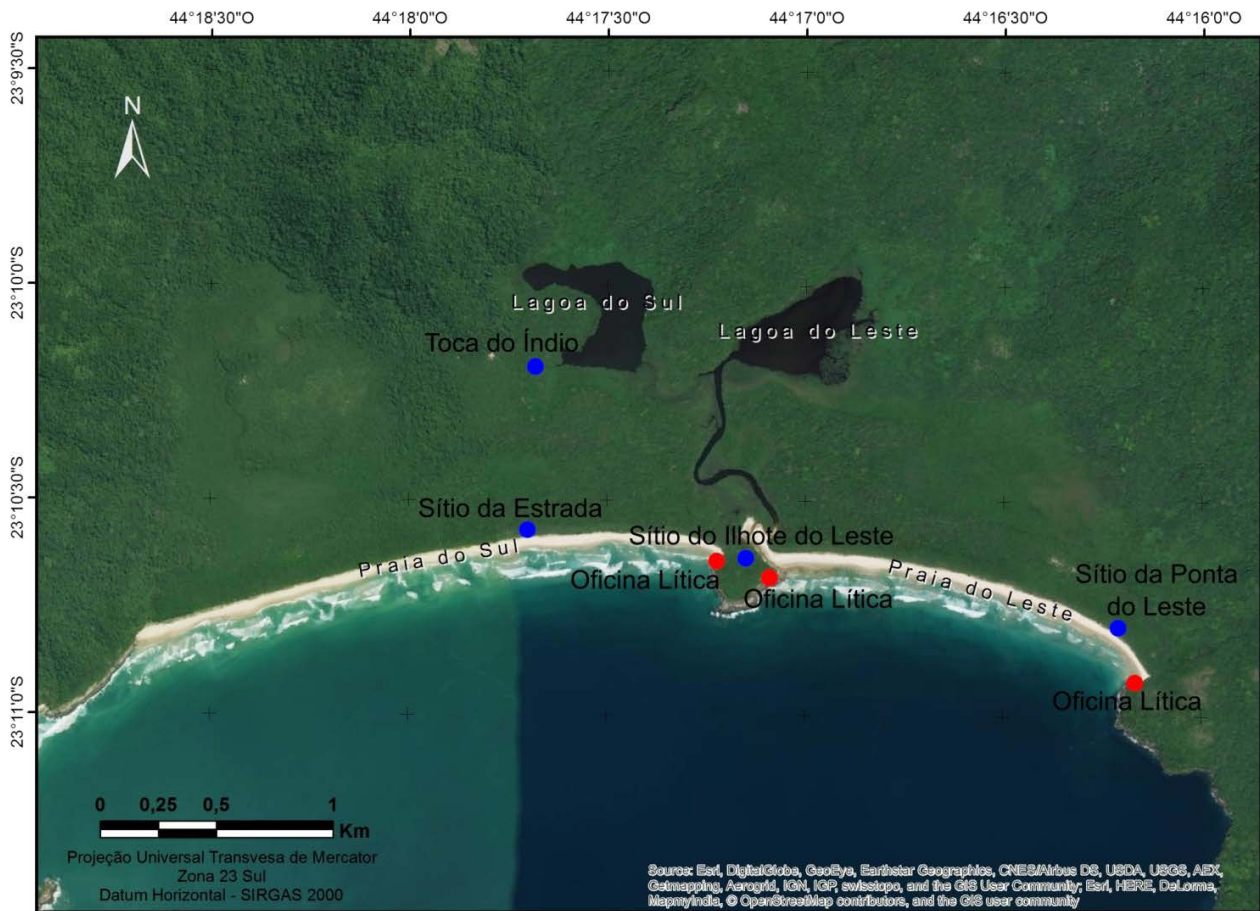 44°18'30"O
44°18'0"O
44°17'30"O
44°17'0"O
44°16'30"O
44°16'0"O
23°9'30"S
23°10'0"S
23°10'30"S
23°11'0"S
N
Lagoa do Sul
Lagoa do Leste
Toca do Índio
Sítio da Estrada
Sítio do Ilhote do Leste
Praia do Sul
Oficina Lítica
Oficina Lítica
Praia do Leste
Sítio da Ponta
do Leste
Oficina Lítica
0 0,25 0,5 1
Km
Projeção Universal Transvesa de Mercator
Zona 23 Sul
Datum Horizontal - SIRGAS 2000
Source: Esri, DigitalGlobe, GeoEye, Earthstar Geographics, CNES/Airbus DS, USDA, USGS, AEX,
Getmapping, Aerogrid, IGN, IGP, swisstopo, and the GIS User Community; Esri, HERE, DeLorme,
MapmyIndia, © OpenStreetMap contributors, and the GIS user community